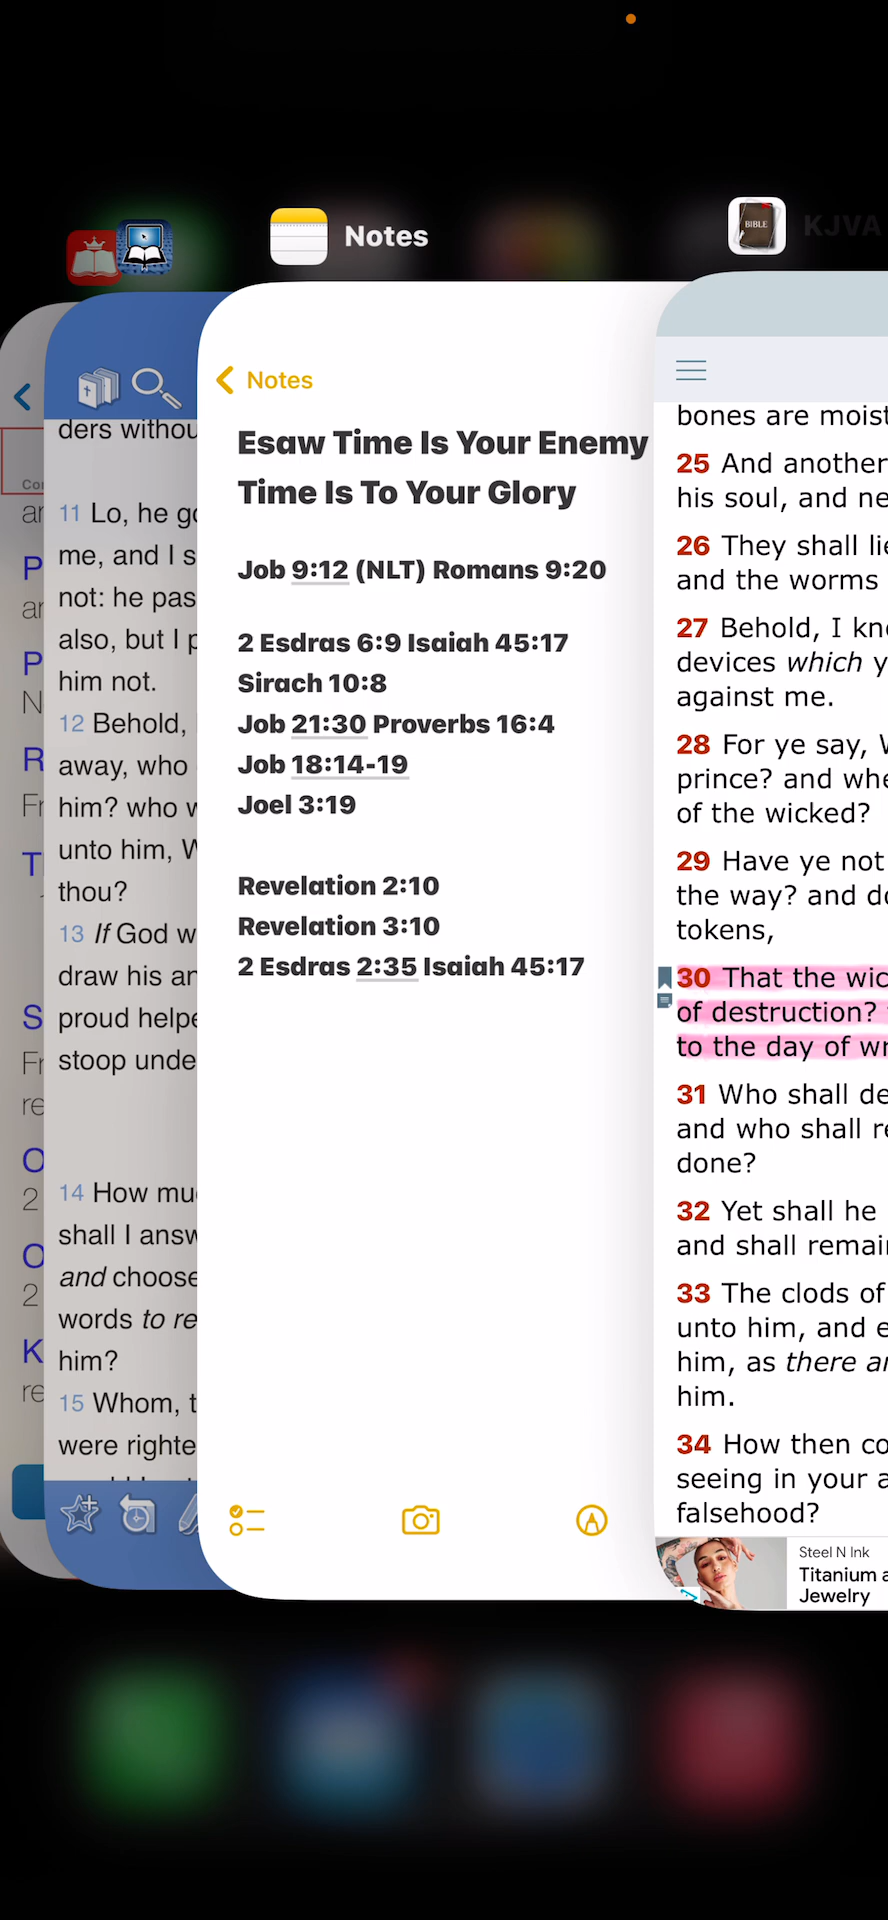 Notes
BIBLE
KJVA
Notes
Esaw Time Is Your Enemy
Time Is To Your Glory
Job 9:12 (NLT) Romans 9:20
2 Esdras 6:9 Isaiah 45:17
Sirach 10:8
Job 21:30 Proverbs 16:4
Job 18:14-19
Joel 3:19
Revelation 2:10
Revelation 3:10
2 Esdras 2:35 Isaiah 45:17
ders withou
11 Lo, he go
me, and I s
not: he pas
also, but I p
him not.
12 Behold,
away, who
him? who w
unto him, W
thou?
13 If God w
draw his an
proud helpe
stoop unde
14 How mu
shall I answ
and choose
words to re
him?
15 Whom, t
were righte
bones are moist
25 And another
his soul, and ne
26 They shall lie
and the worms
27 Behold, I kno
devices which y
against me.
28 For ye say, W
prince? and whe
of the wicked?
29 Have ye not
the way? and do
tokens,
30 That the wic
of destruction?
to the day of wr
31 Who shall de
and who shall re
done?
32 Yet shall he
and shall remai
33 The clods of
unto him, and e
him, as there ar
him.
34 How then co
seeing in your a
falsehood?
Steel N Ink
Titanium a
Jewelry